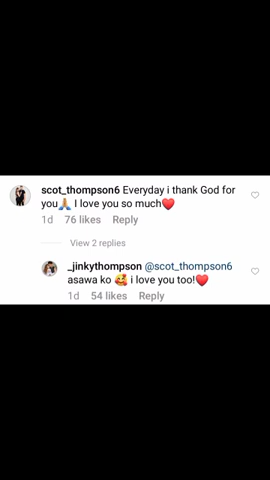 scot_thompson6 Everyday i thank God for
you🙏🏼 I love you so much❤️
1d 76 likes Reply
View 2 replies
_jinkythompson @scot_thompson6
asawa ko 🥰 i love you too!❤️
1d 54 likes Reply